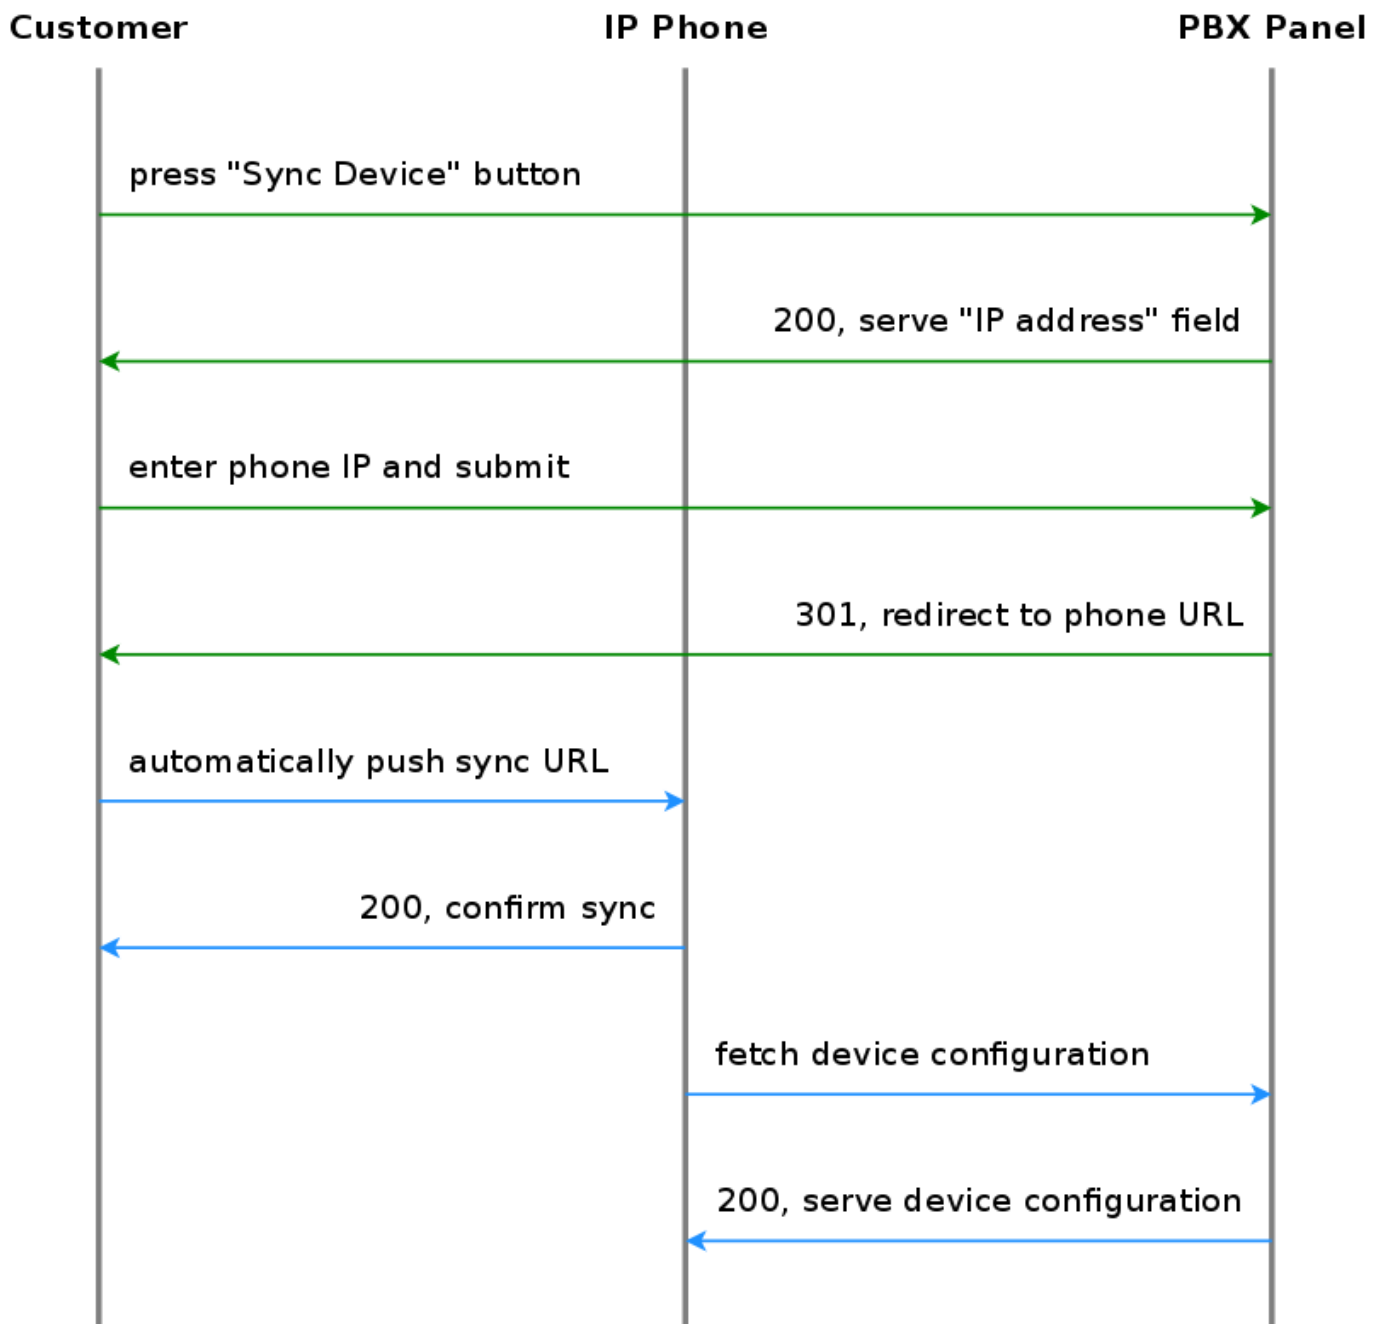 Customer IP Phone PBX Panel
press "Sync Device" button
200, serve "IP address" field
enter phone IP and submit
301, redirect to phone URL
automatically push sync URL
200, confirm sync
fetch device configuration
200, serve device configuration